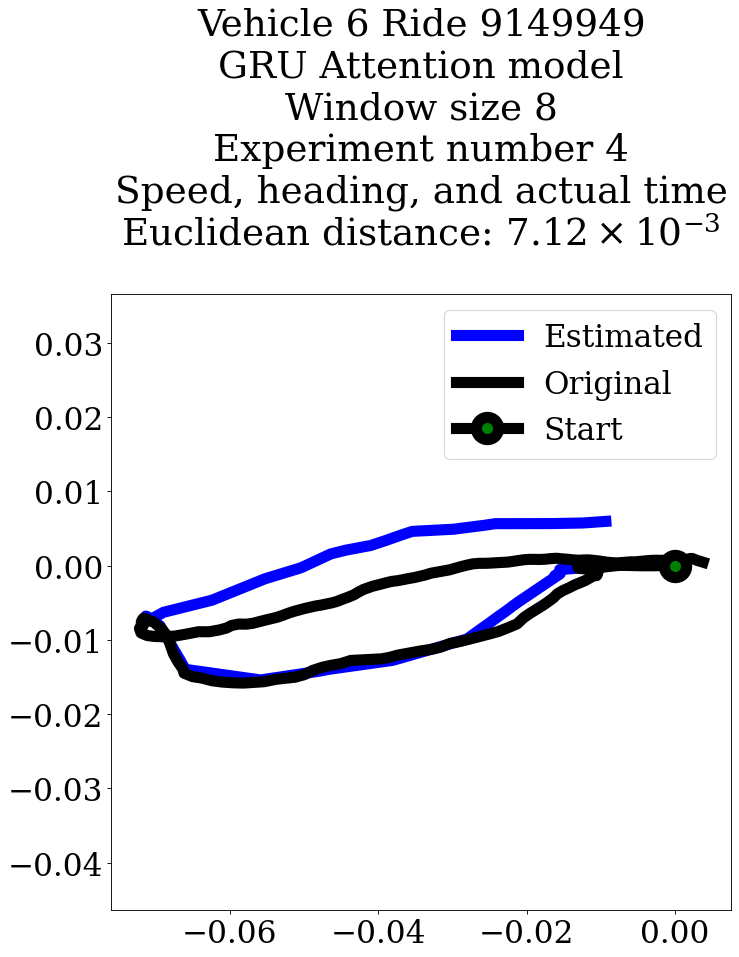 Vehicle 6 Ride 9149949
GRU Attention model
Window size 8
Experiment number 4
Speed, heading, and actual time
Euclidean distance: 7.12 × 10⁻³
Estimated
Original
Start
0.03
0.02
0.01
0.00
−0.01
−0.02
−0.03
−0.04
−0.06
−0.04
−0.02
0.00